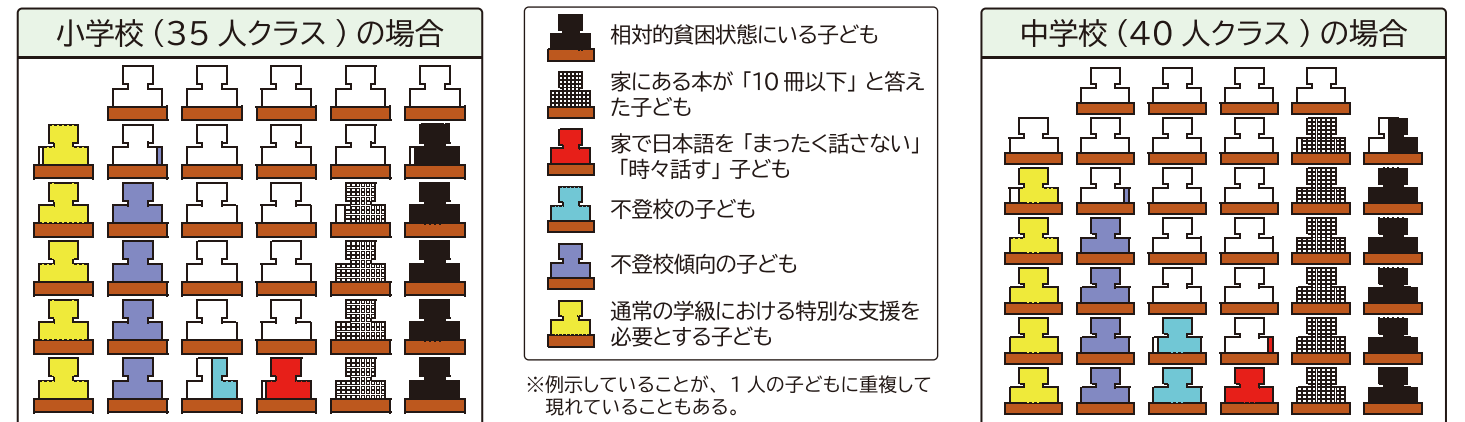 小学校(35人クラス)の場合
相対的貧困状態にいる子ども
家にある本が「10冊以下」と答え
た子ども
家で日本語を「まったく話さない」
「時々話す」子ども
不登校の子ども
不登校傾向の子ども
通常の学級における特別な支援を
必要とする子ども
※例示していることが、1人の子どもに重複して
現れていることもある。
中学校(40人クラス)の場合